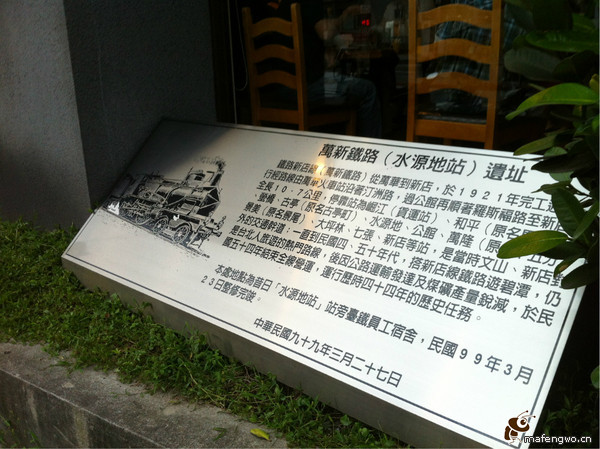 萬新鐵路（水源地站）遺址
鐵路新店線（萬新鐵路）從萬華到新店，於1921年完工
行經路線由萬華火車站沿著汀洲路，過公館再順著羅斯福路至新
全長10.7公里，停靠站為崛江（貨運站）、和平（原名
螢橋、古亭（原名古亭町）、水源地、公館、萬隆（原
景美（原名景尾）、大坪林、七張、新店等站，是當時文山、新店對
外的交通幹道；一直到民國四、五十年代，搭新店線鐵路遊碧潭，仍
是台北人旅遊的熱門路線，後因公路運輸發達及煤礦產量銳減，於民
國五十四年結束全線營運，運行歷時四十四年的歷史任務。
本處地點為昔日「水源地站」站旁臺鐵員工宿舍，民國99年3月
23日整修完竣。
中華民國九十九年三月二十七日
mafengwo.cn